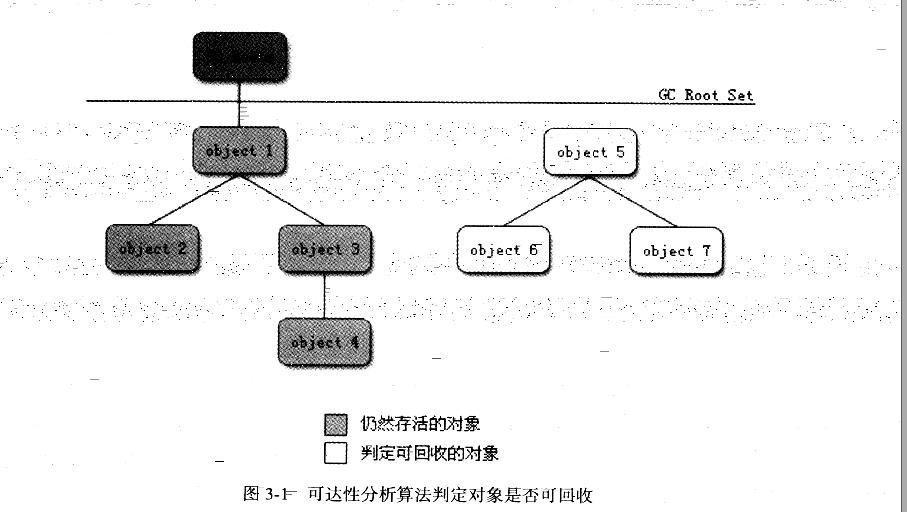 GC Root Set
object 1
object 5
object 2
object 3
object 6
object 7
object 4
仍然存活的对象
判定可回收的对象
图 3-1 可达性分析算法判定对象是否可回收